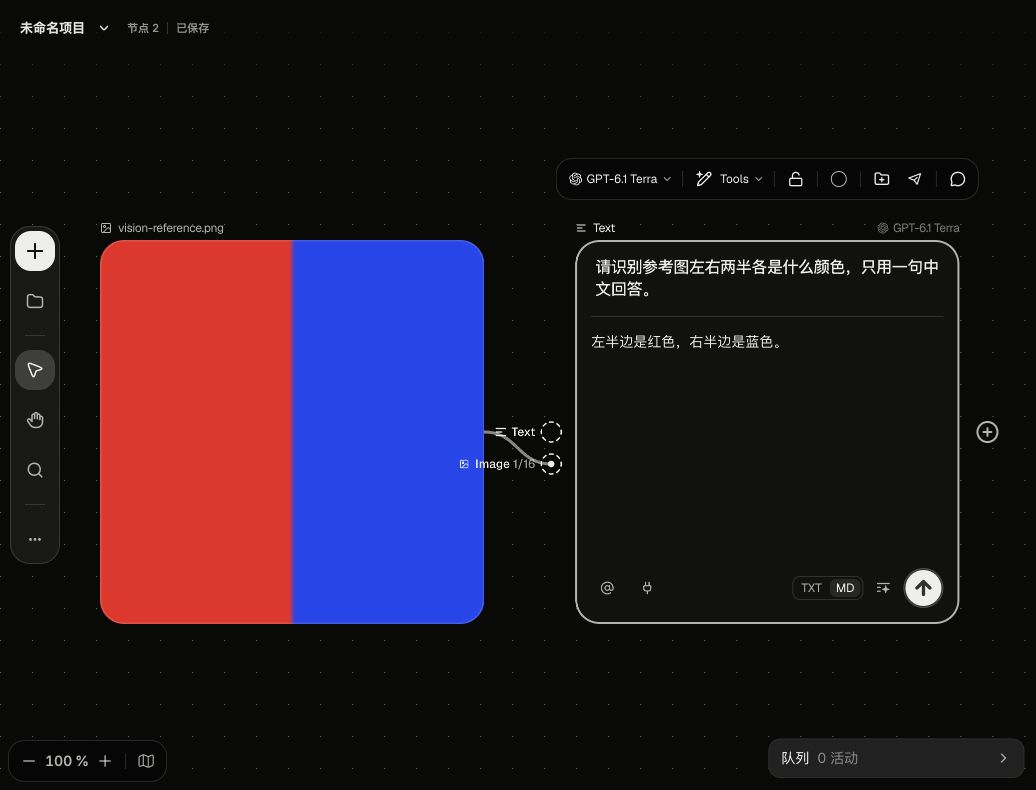 未命名项目 节点 2 已保存
GPT-6.1 Terra Tools
vision-reference.png
Text GPT-6.1 Terra
请识别参考图左右两半各是什么颜色，只用一句中
文回答。
左半边是红色，右半边是蓝色。
Text
Image 1/16
TXT MD
100 %
队列 0 活动